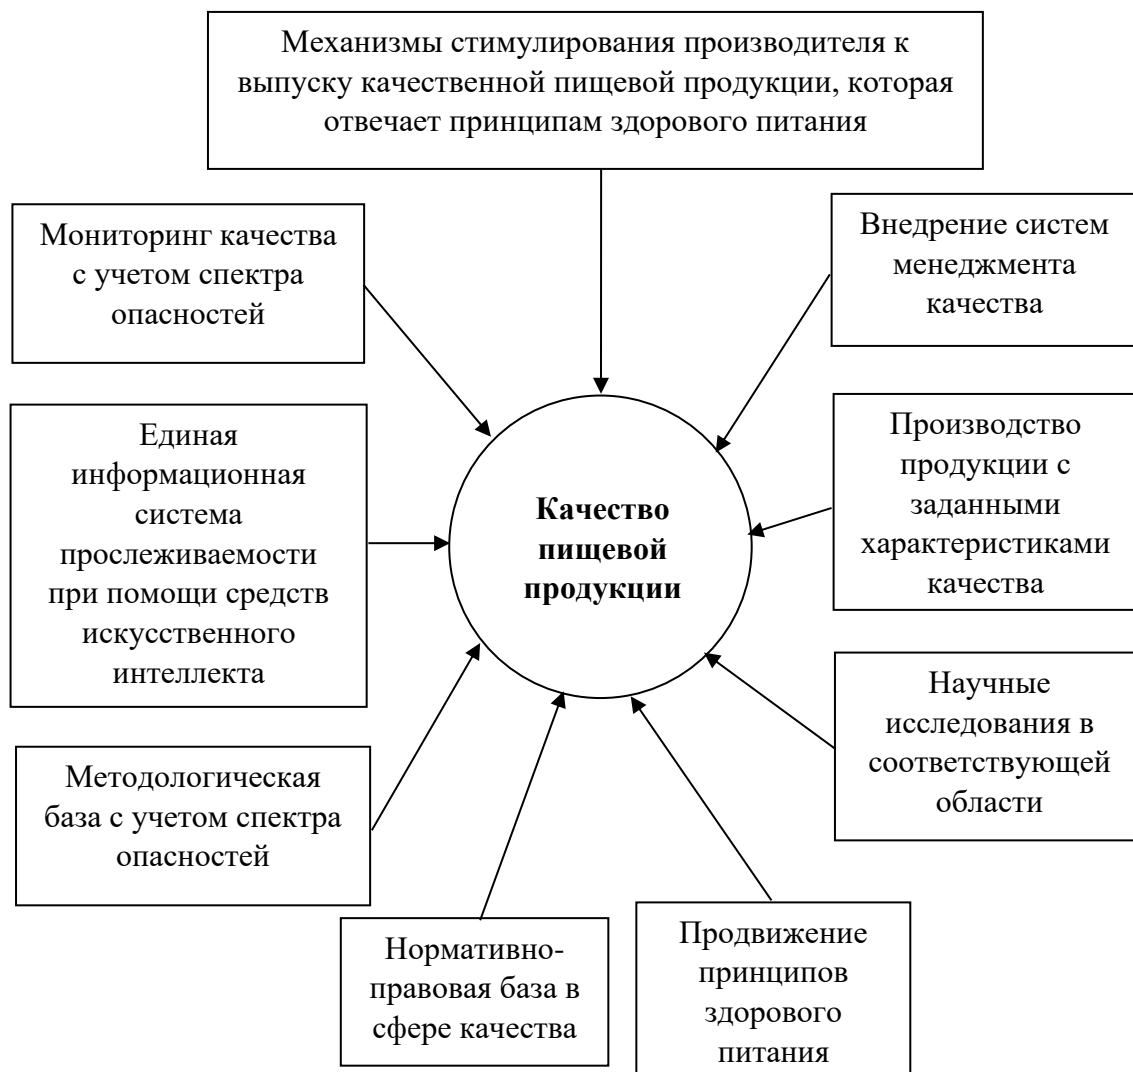 Механизмы стимулирования производителя к
выпуску качественной пищевой продукции, которая
отвечает принципам здорового питания
Мониторинг качества
с учетом спектра
опасностей
Внедрение систем
менеджмента
качества
Единая
информационная
система
прослеживаемости
при помощи средств
искусственного
интеллекта
Качество
пищевой
продукции
Производство
продукции с
заданными
характеристиками
качества
Научные
исследования в
соответствующей
области
Методологическая
база с учетом спектра
опасностей
Нормативно-
правовая база в
сфере качества
Продвижение
принципов
здорового
питания